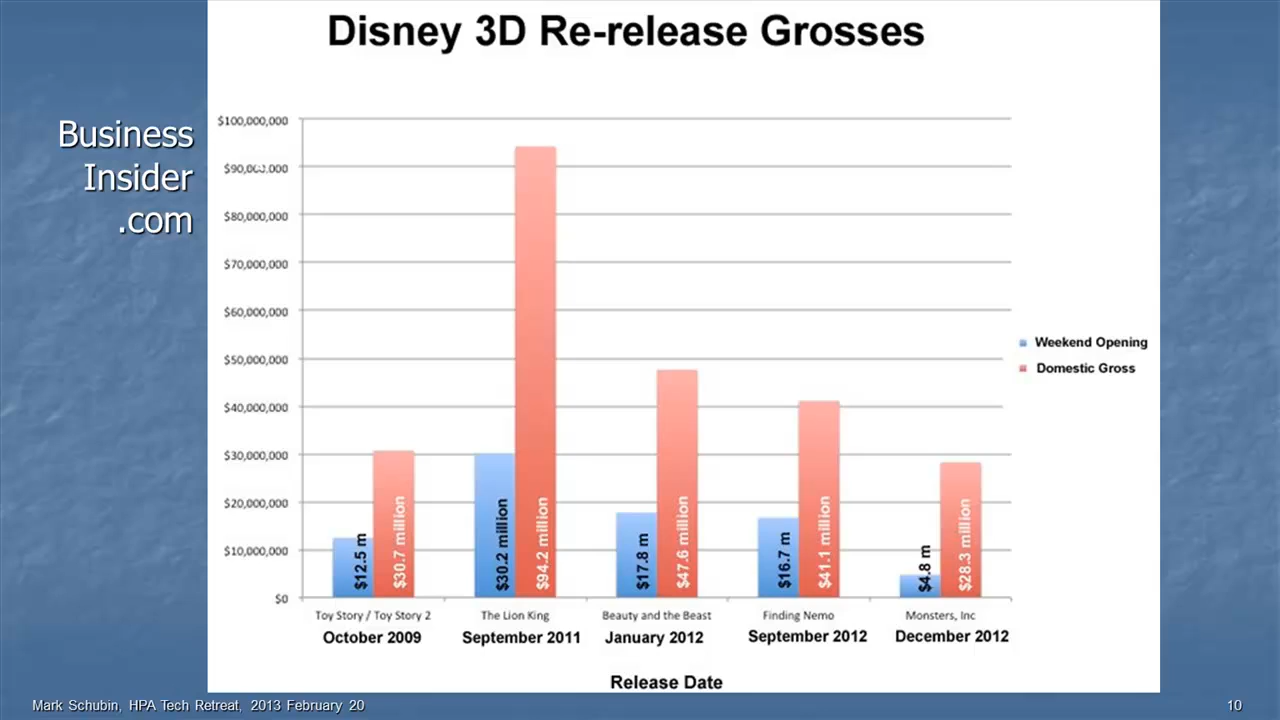 Disney 3D Re-release Grosses
Business
Insider
.com
$100,000,000
$90,000,000
$80,000,000
$70,000,000
$60,000,000
$50,000,000
$40,000,000
$30,000,000
$20,000,000
$10,000,000
$0
$12.5 m
$30.7 million
$30.2 million
$94.2 million
$17.8 m
$47.6 million
$16.7 m
$41.1 million
$4.8 m
$28.3 million
Weekend Opening
Domestic Gross
Toy Story / Toy Story 2 The Lion King Beauty and the Beast Finding Nemo Monsters, Inc
October 2009 September 2011 January 2012 September 2012 December 2012
Release Date
Mark Schubin, HPA Tech Retreat, 2013 February 20 10